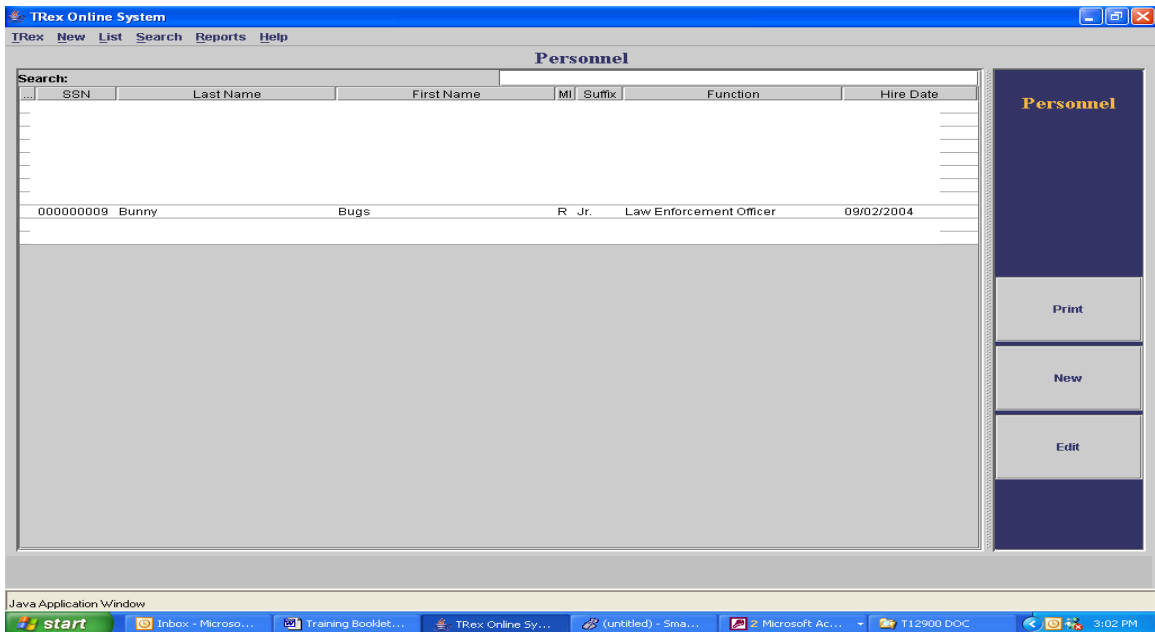 TRex Online System
TRex New List Search Reports Help
Personnel
Search:
... SSN Last Name First Name MI Suffix Function Hire Date
Personnel
000000009 Bunny Bugs R Jr. Law Enforcement Officer 09/02/2004
Print
New
Edit
Java Application Window
start Inbox - Microso... Training Booklet... TRex Online Sy... (untitled) - Sma... 2 Microsoft Ac... T12900 DOC 3:02 PM